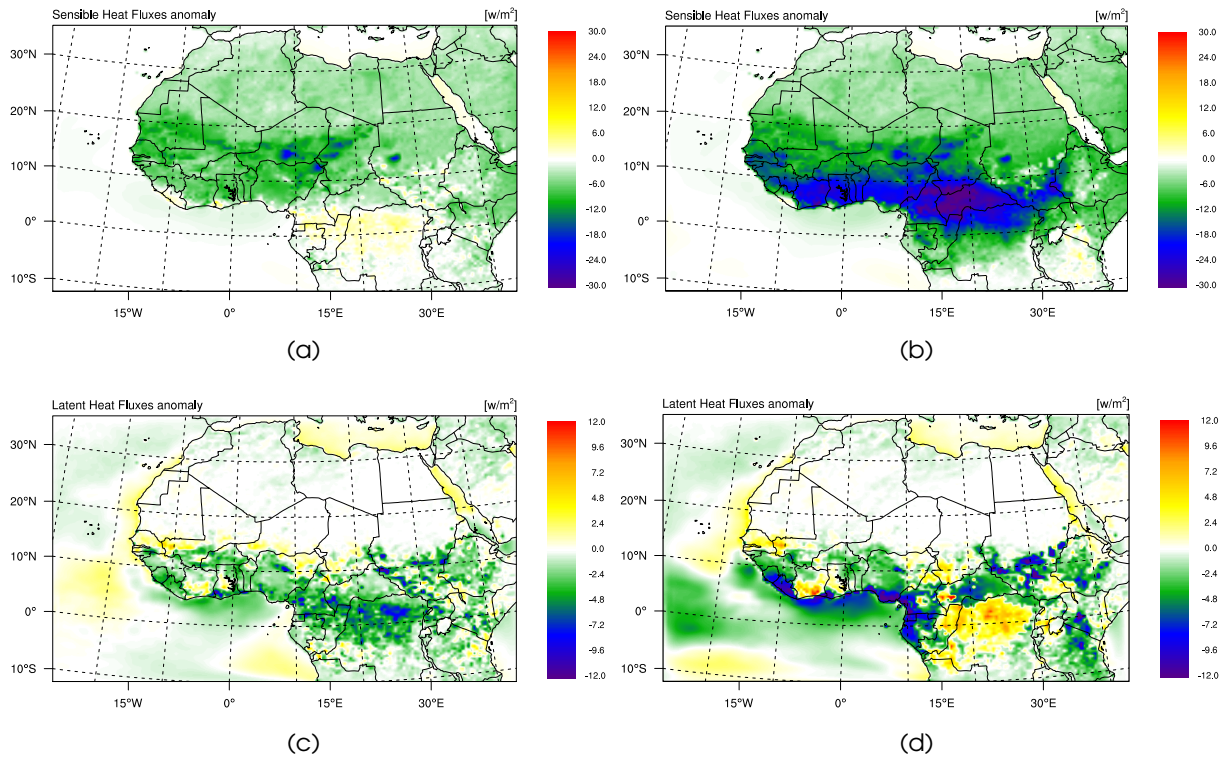 Sensible Heat Fluxes anomaly [w/m²]
30°N
20°N
10°N
0°
10°S
15°W 0° 15°E 30°E
30.0
24.0
18.0
12.0
6.0
0.0
-6.0
-12.0
-18.0
-24.0
-30.0
(a)
Sensible Heat Fluxes anomaly [w/m²]
30°N
20°N
10°N
0°
10°S
15°W 0° 15°E 30°E
30.0
24.0
18.0
12.0
6.0
0.0
-6.0
-12.0
-18.0
-24.0
-30.0
(b)
Latent Heat Fluxes anomaly [w/m²]
30°N
20°N
10°N
0°
10°S
15°W 0° 15°E 30°E
12.0
9.6
7.2
4.8
2.4
0.0
-2.4
-4.8
-7.2
-9.6
-12.0
(c)
Latent Heat Fluxes anomaly [w/m²]
30°N
20°N
10°N
0°
10°S
15°W 0° 15°E 30°E
12.0
9.6
7.2
4.8
2.4
0.0
-2.4
-4.8
-7.2
-9.6
-12.0
(d)